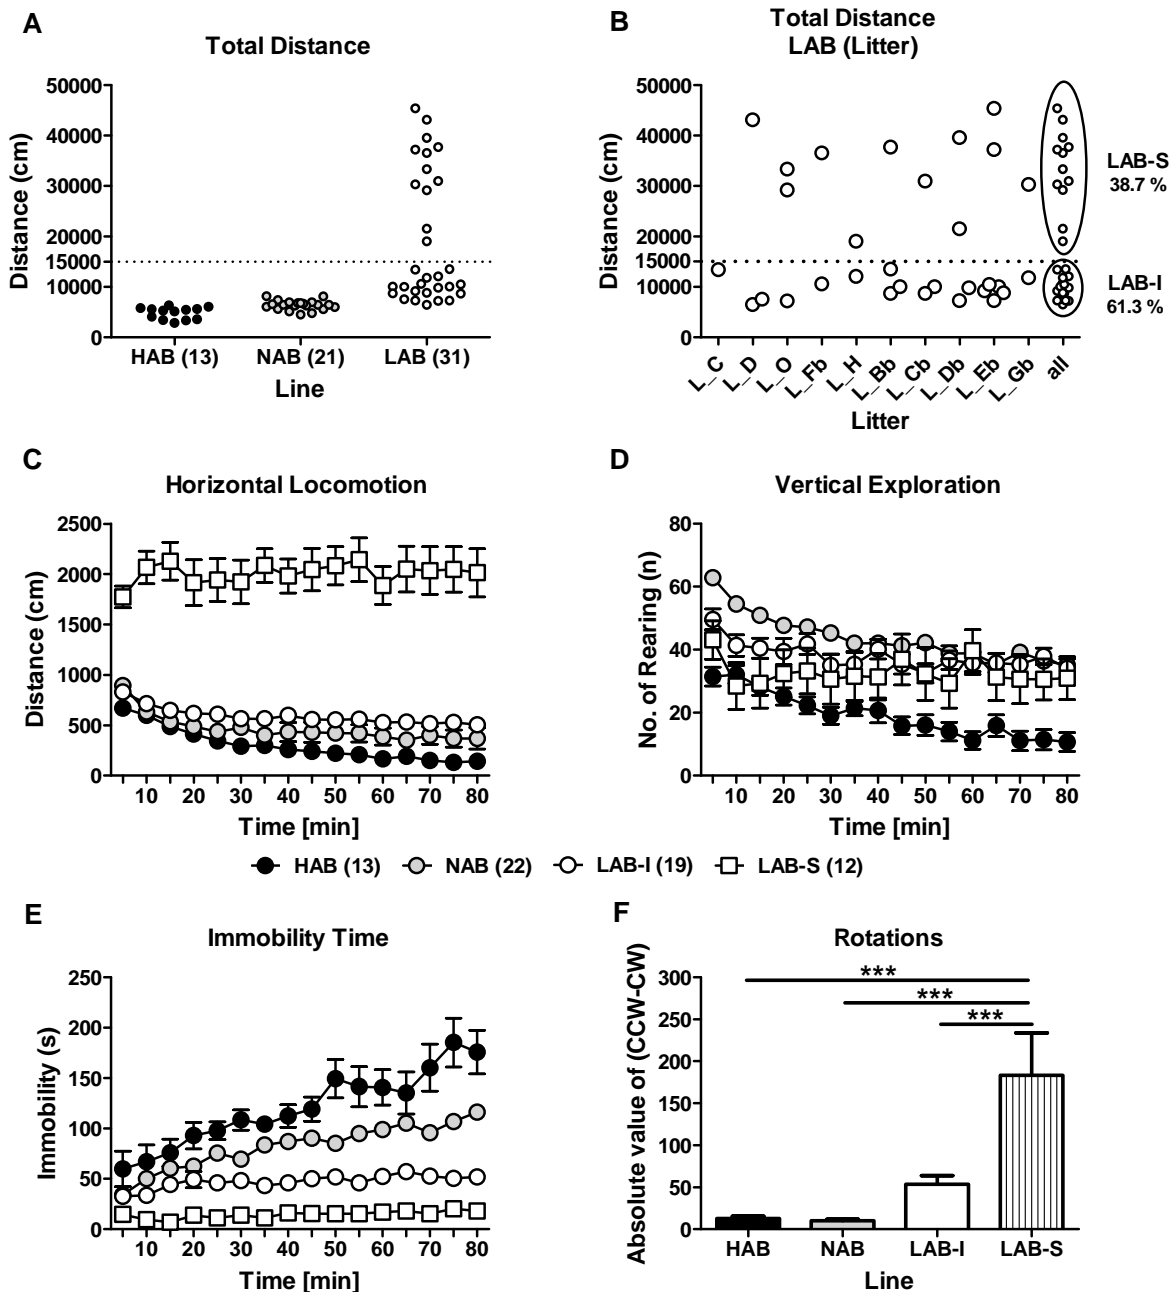 A
Total Distance
Distance (cm)
50000
40000
30000
20000
15000
10000
0
HAB (13) NAB (21) LAB (31)
Line
B
Total Distance
LAB (Litter)
Distance (cm)
50000
40000
30000
20000
15000
10000
0
L_C L_D L_O L_Fb L_H L_Bb L_Cb L_Db L_Eb L_Gb all
Litter
LAB-S
38.7 %
LAB-I
61.3 %
C
Horizontal Locomotion
Distance (cm)
2500
2000
1500
1000
500
0
10 20 30 40 50 60 70 80
Time [min]
D
Vertical Exploration
No. of Rearing (n)
80
60
40
20
0
10 20 30 40 50 60 70 80
Time [min]
HAB (13) NAB (22) LAB-I (19) LAB-S (12)
E
Immobility Time
Immobility (s)
250
200
150
100
50
0
10 20 30 40 50 60 70 80
Time [min]
F
Rotations
Absolute value of (CCW-CW)
300
250
200
150
100
50
0
***
***
***
HAB NAB LAB-I LAB-S
Line